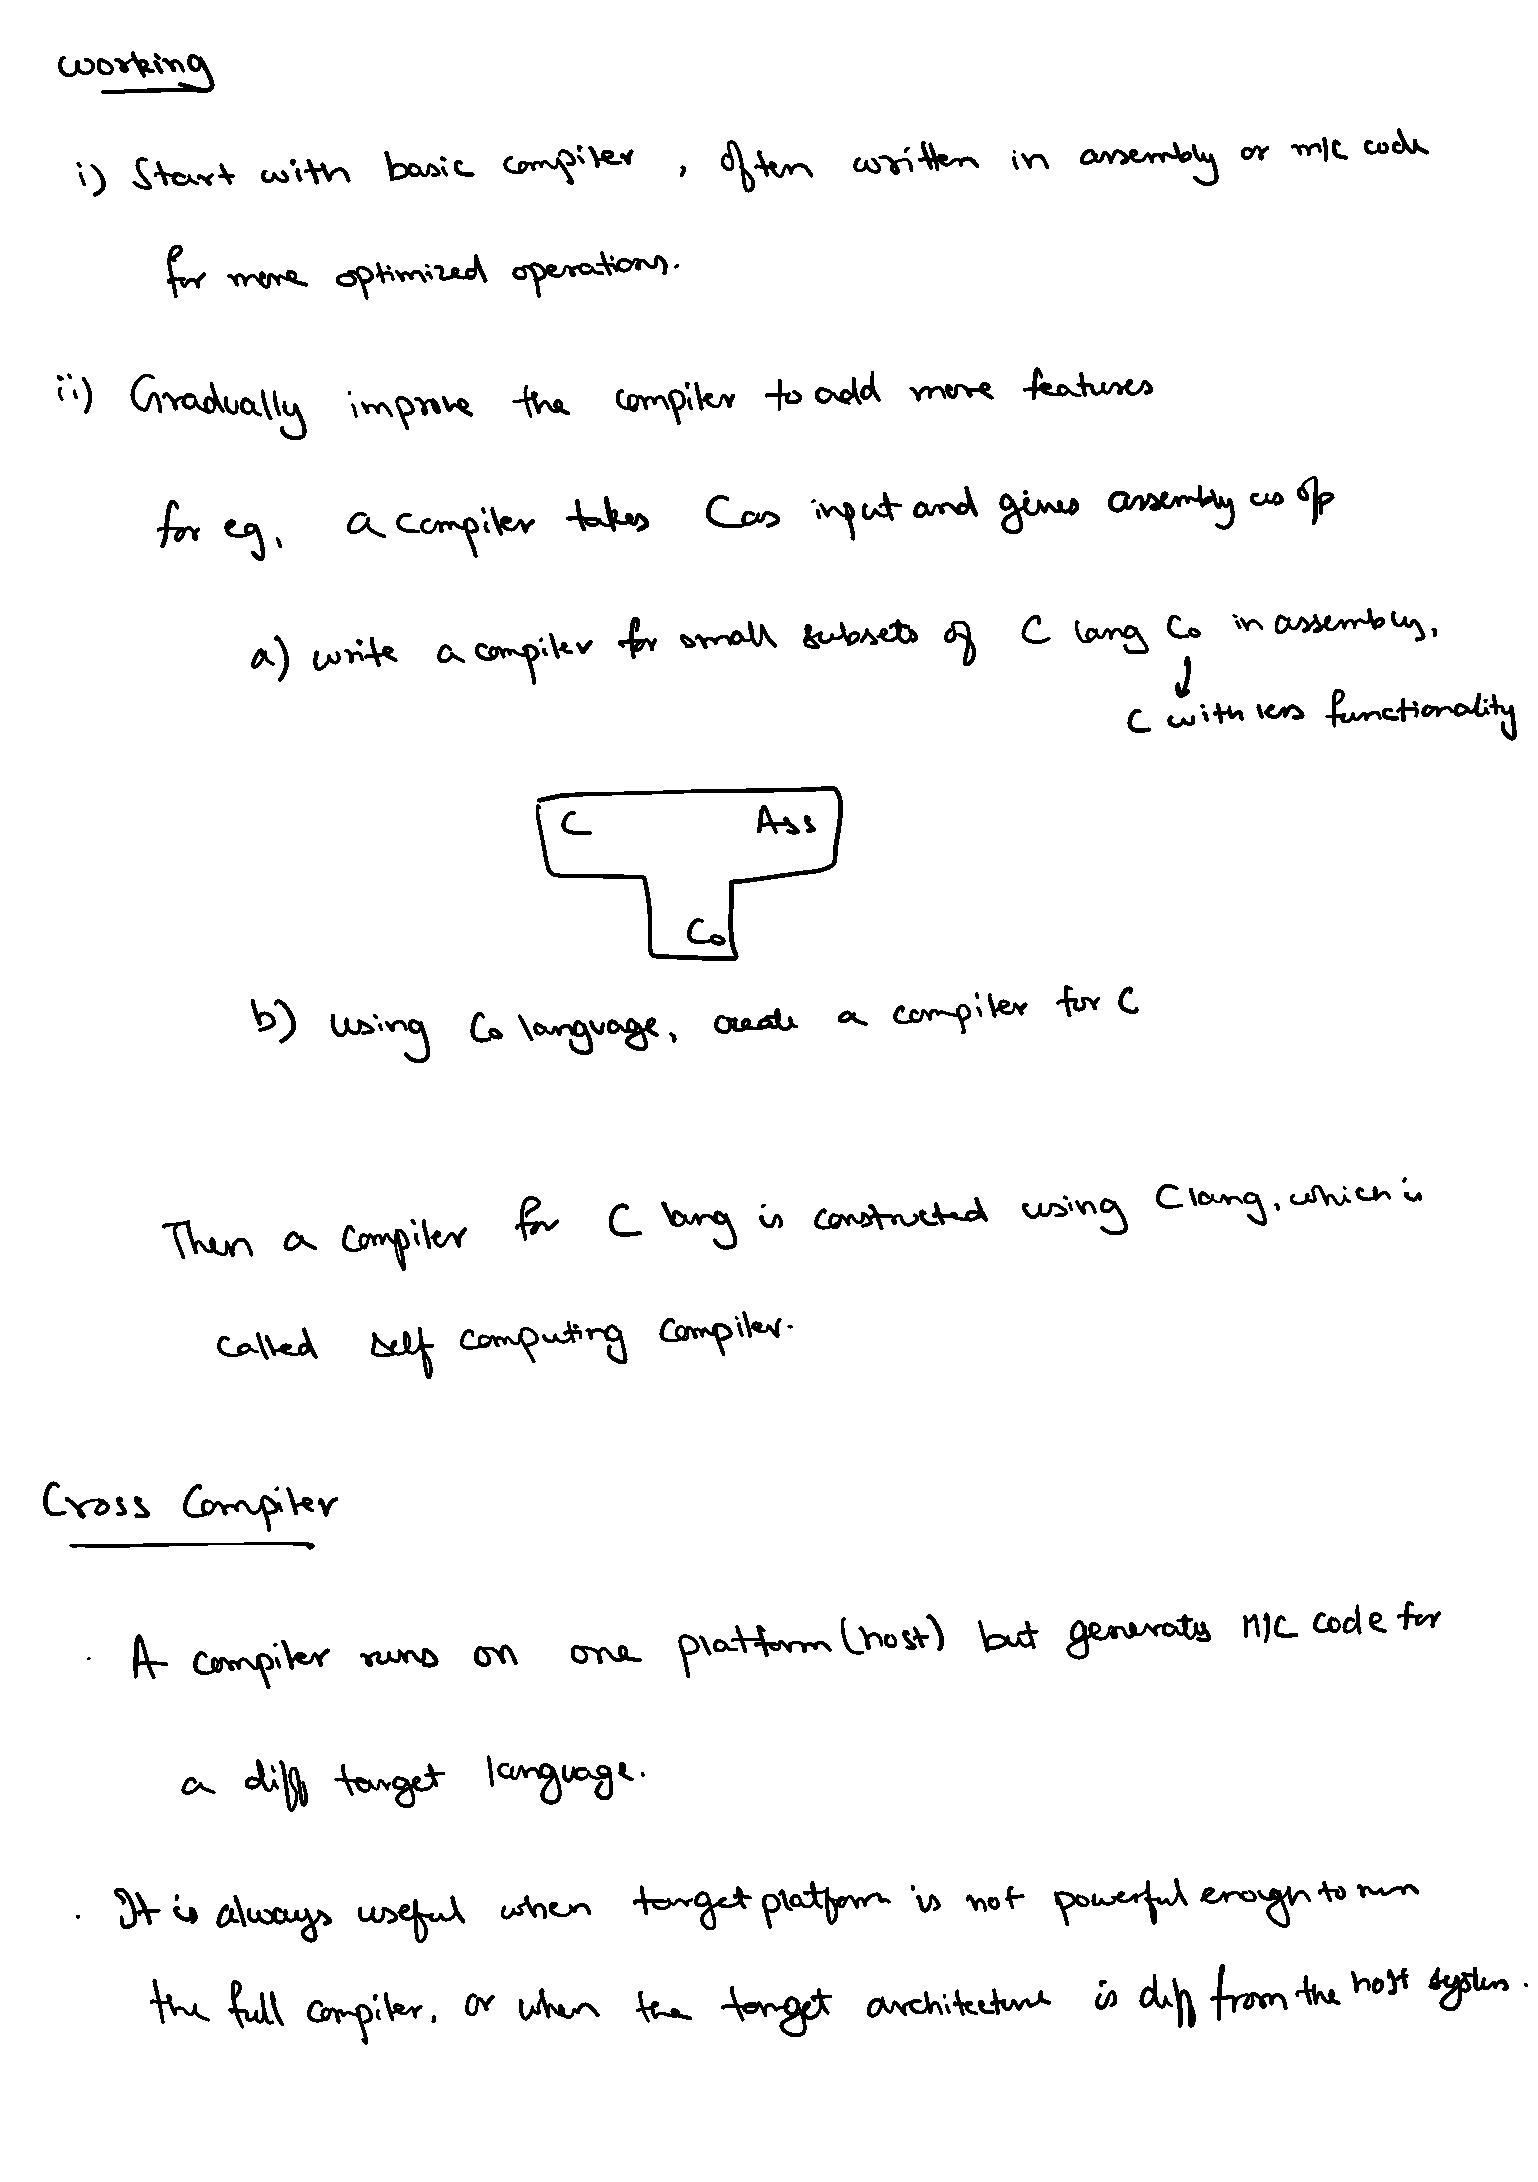 working
i) Start with basic compiler , often written in assembly or m/c code
for more optimized operations.
ii) Gradually improve the compiler to add more features
for eg, a compiler takes C as input and gives assembly as o/p
a) write a compiler for small subsets of C lang C0 in assembly,
↓
C with less functionality
C Ass
C0
b) using C0 language, create a compiler for C
Then a compiler for C lang is constructed using C lang, which is
called self computing compiler.
Cross Compiler
· A compiler runs on one platform (host) but generates M/C code for
a diff target language.
· It is always useful when target platform is not powerful enough to run
the full compiler, or when the target architecture is diff from the host system.